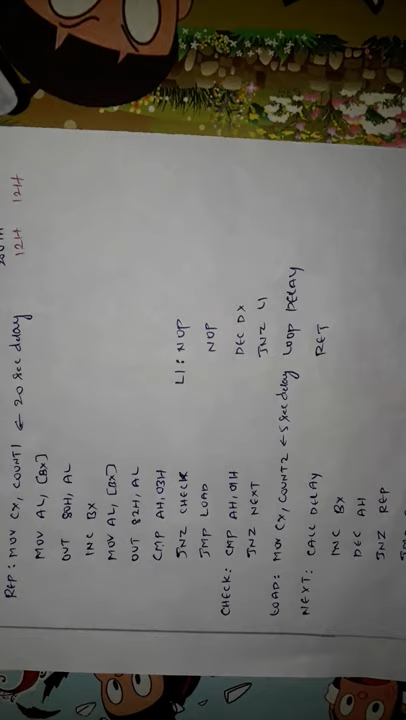 12H 12H
REP: MOV CX, COUNT1 ← 20 sec delay
MOV AL, [BX]
OUT 80H, AL
INC BX
MOV AL, [BX]
OUT 82H, AL
CMP AH, 03H
JNZ CHECK
JMP LOAD
CHECK: CMP AH, 01H
JNZ NEXT
LOAD: MOV CX, COUNT2 ← 5 sec delay
NEXT: CALL DELAY
INC BX
DEC AH
JNZ REP
L1: NOP
NOP
DEC DX
JNZ L1
LOOP DELAY
RET